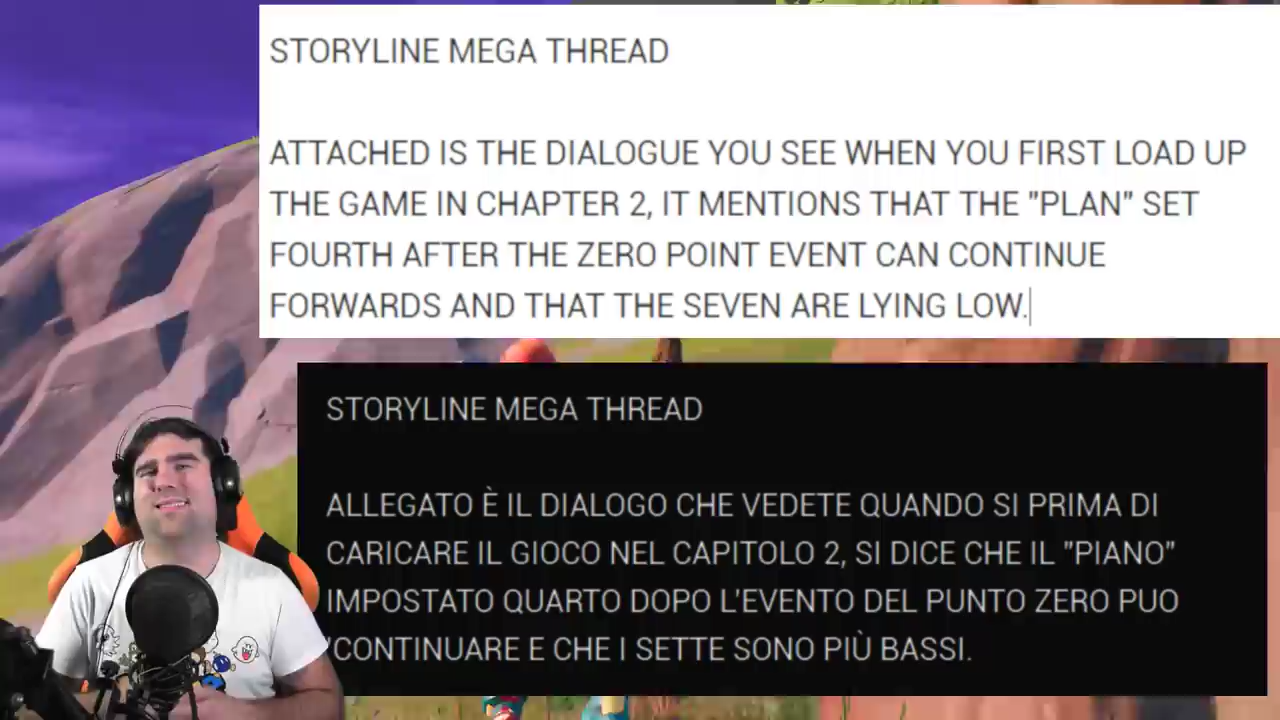 STORYLINE MEGA THREAD
ATTACHED IS THE DIALOGUE YOU SEE WHEN YOU FIRST LOAD UP
THE GAME IN CHAPTER 2, IT MENTIONS THAT THE "PLAN" SET
FOURTH AFTER THE ZERO POINT EVENT CAN CONTINUE
FORWARDS AND THAT THE SEVEN ARE LYING LOW.
STORYLINE MEGA THREAD
ALLEGATO È IL DIALOGO CHE VEDETE QUANDO SI PRIMA DI
CARICARE IL GIOCO NEL CAPITOLO 2, SI DICE CHE IL "PIANO"
IMPOSTATO QUARTO DOPO L'EVENTO DEL PUNTO ZERO PUO
'CONTINUARE E CHE I SETTE SONO PIÙ BASSI.